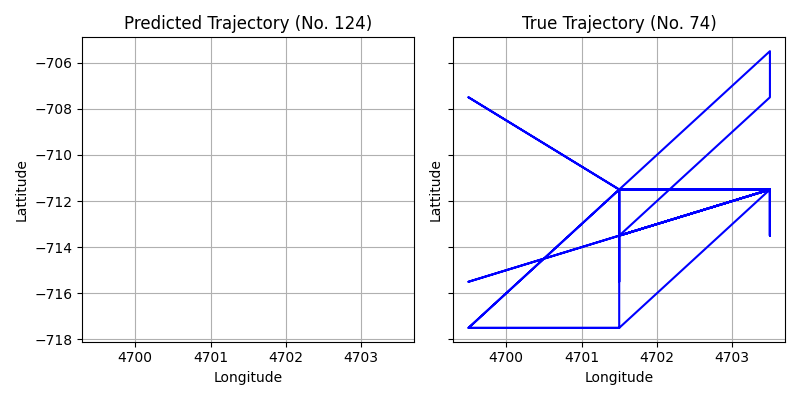 Predicted Trajectory (No. 124)
True Trajectory (No. 74)
−706
−708
−710
−712
−714
−716
−718
Lattitude
Lattitude
4700
4701
4702
4703
4700
4701
4702
4703
Longitude
Longitude